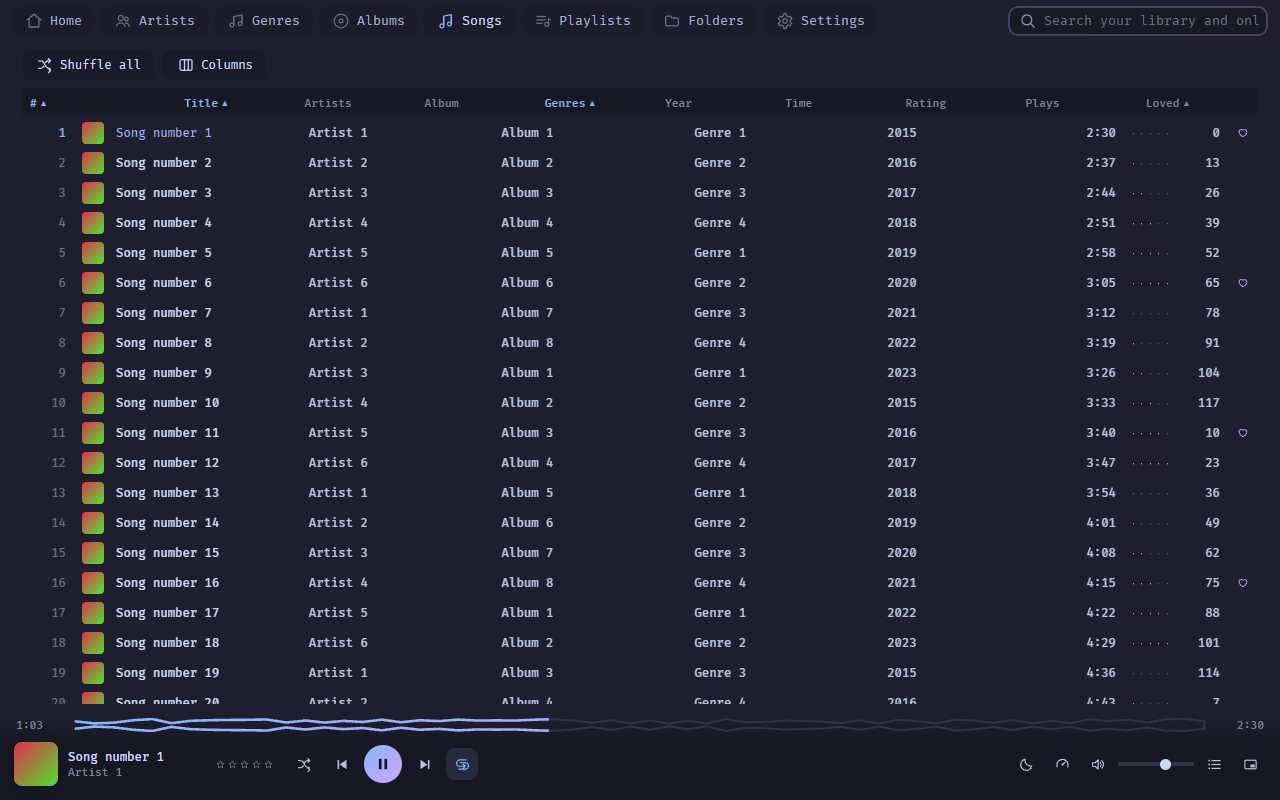 Home Artists Genres Albums Songs Playlists Folders Settings Search your library and onl
Shuffle all Columns
# ▲ Title ▲ Artists Album Genres ▲ Year Time Rating Plays Loved ▲
1 Song number 1 Artist 1 Album 1 Genre 1 2015 2:30 0
2 Song number 2 Artist 2 Album 2 Genre 2 2016 2:37 13
3 Song number 3 Artist 3 Album 3 Genre 3 2017 2:44 26
4 Song number 4 Artist 4 Album 4 Genre 4 2018 2:51 39
5 Song number 5 Artist 5 Album 5 Genre 1 2019 2:58 52
6 Song number 6 Artist 6 Album 6 Genre 2 2020 3:05 65
7 Song number 7 Artist 1 Album 7 Genre 3 2021 3:12 78
8 Song number 8 Artist 2 Album 8 Genre 4 2022 3:19 91
9 Song number 9 Artist 3 Album 1 Genre 1 2023 3:26 104
10 Song number 10 Artist 4 Album 2 Genre 2 2015 3:33 117
11 Song number 11 Artist 5 Album 3 Genre 3 2016 3:40 10
12 Song number 12 Artist 6 Album 4 Genre 4 2017 3:47 23
13 Song number 13 Artist 1 Album 5 Genre 1 2018 3:54 36
14 Song number 14 Artist 2 Album 6 Genre 2 2019 4:01 49
15 Song number 15 Artist 3 Album 7 Genre 3 2020 4:08 62
16 Song number 16 Artist 4 Album 8 Genre 4 2021 4:15 75
17 Song number 17 Artist 5 Album 1 Genre 1 2022 4:22 88
18 Song number 18 Artist 6 Album 2 Genre 2 2023 4:29 101
19 Song number 19 Artist 1 Album 3 Genre 3 2015 4:36 114
20 Song number 20 Artist 2 Album 4 Genre 4 2016 4:43 7
1:03 2:30
Song number 1
Artist 1